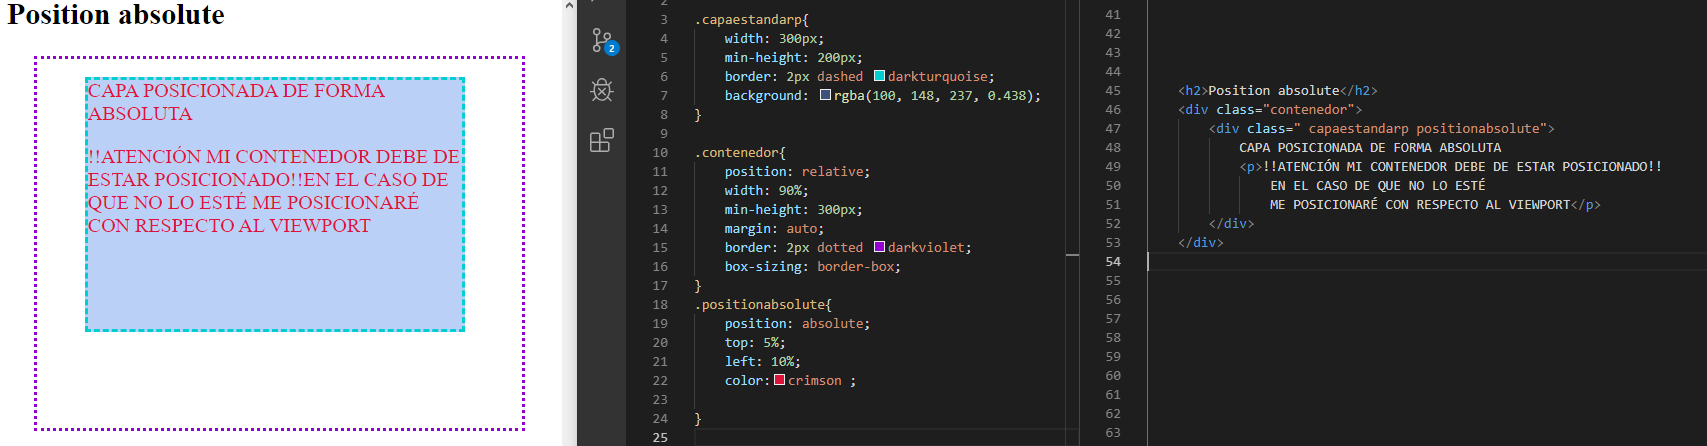 Position absolute
CAPA POSICIONADA DE FORMA
ABSOLUTA
!!ATENCIÓN MI CONTENEDOR DEBE DE
ESTAR POSICIONADO!!EN EL CASO DE
QUE NO LO ESTÉ ME POSICIONARÉ
CON RESPECTO AL VIEWPORT
2
2
3 .capaestandarp{
4 width: 300px;
5 min-height: 200px;
6 border: 2px dashed darkturquoise;
7 background: rgba(100, 148, 237, 0.438);
8 }
9
10 .contenedor{
11 position: relative;
12 width: 90%;
13 min-height: 300px;
14 margin: auto;
15 border: 2px dotted darkviolet;
16 box-sizing: border-box;
17 }
18 .positionabsolute{
19 position: absolute;
20 top: 5%;
21 left: 10%;
22 color: crimson ;
23
24 }
25
41
42
43
44
45 <h2>Position absolute</h2>
46 <div class="contenedor">
47 <div class=" capaestandarp positionabsolute">
48 CAPA POSICIONADA DE FORMA ABSOLUTA
49 <p>!!ATENCIÓN MI CONTENEDOR DEBE DE ESTAR POSICIONADO!!
50 EN EL CASO DE QUE NO LO ESTÉ
51 ME POSICIONARÉ CON RESPECTO AL VIEWPORT</p>
52 </div>
53 </div>
54
55
56
57
58
59
60
61
62
63